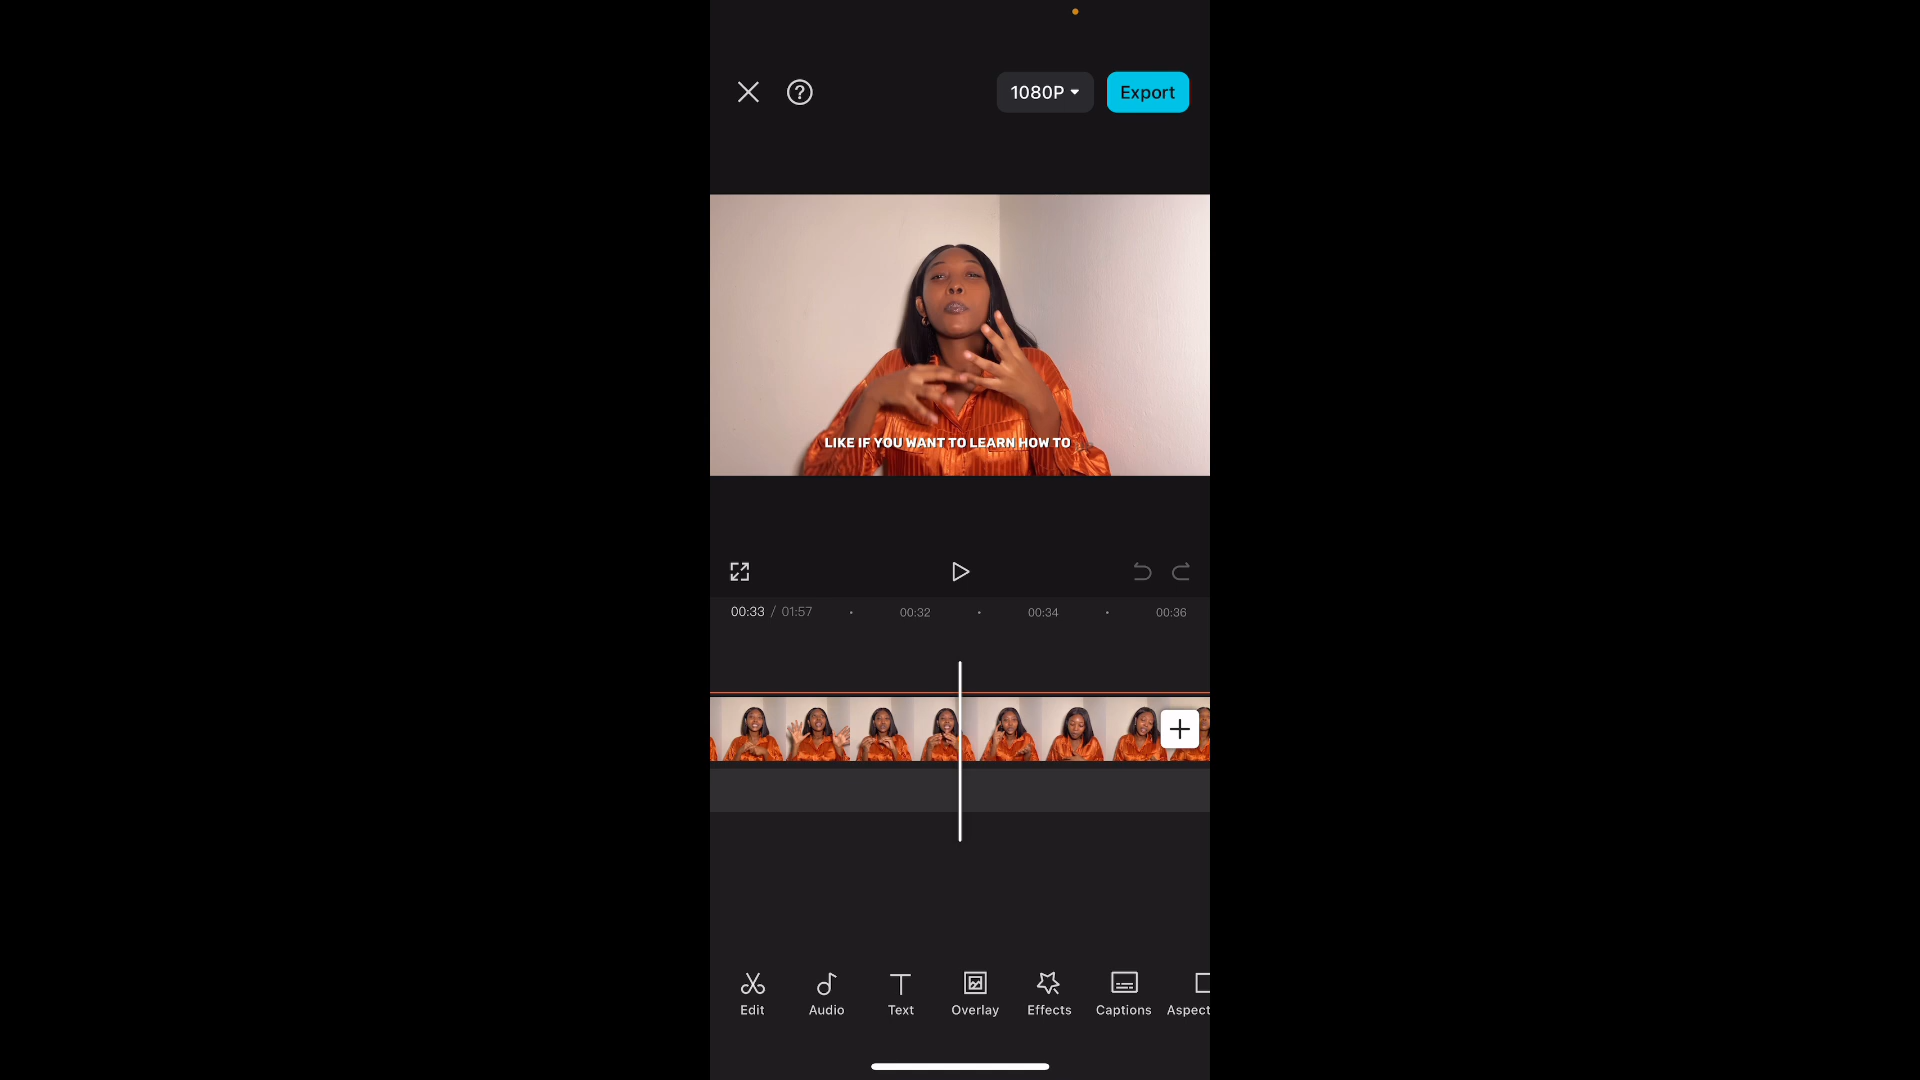 1080P
Export
LIKE IF YOU WANT TO LEARN HOW TO
00:33 / 01:57
00:32
00:34
00:36
Edit
Audio
Text
Overlay
Effects
Captions
Aspect